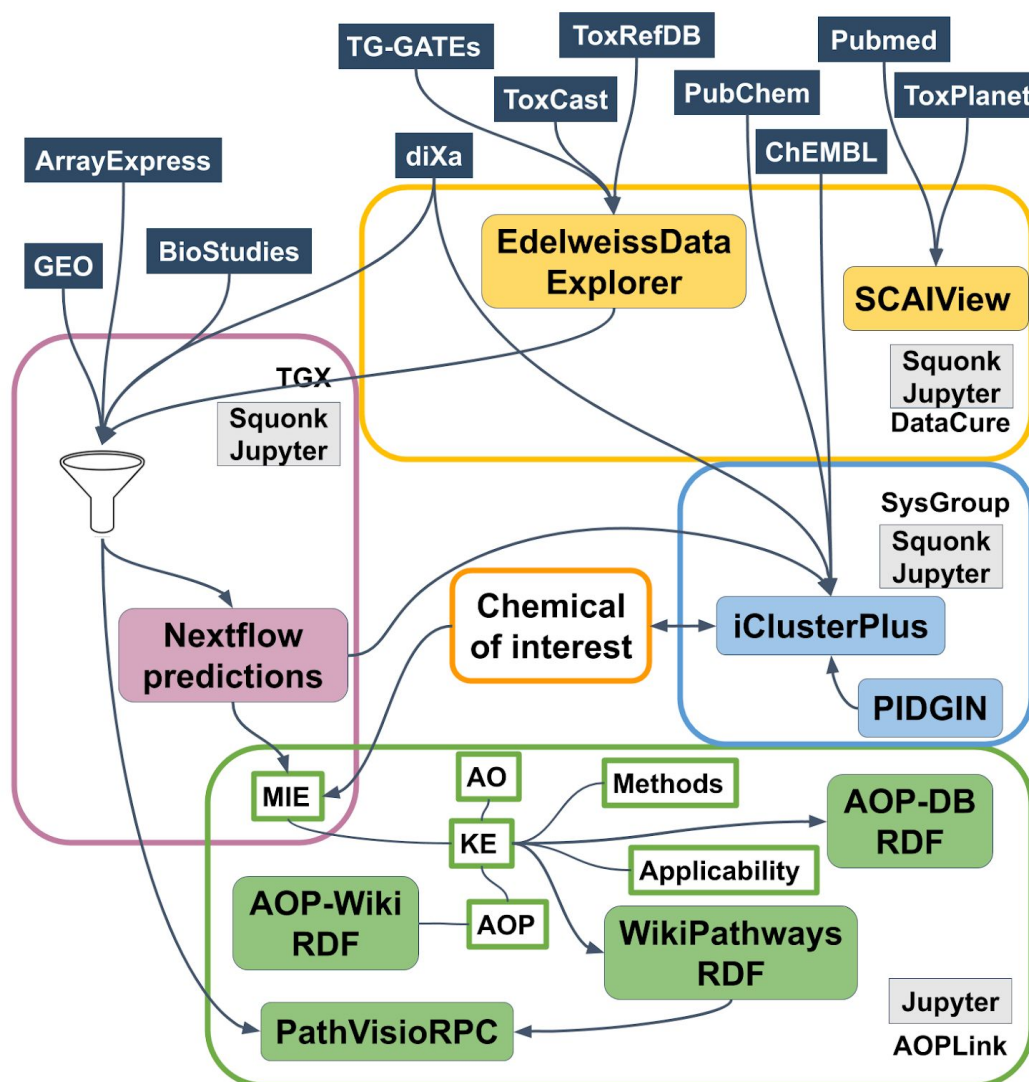 TG-GATEs
ToxRefDB
Pubmed
ToxCast
PubChem
ToxPlanet
ArrayExpress
diXa
ChEMBL
GEO
BioStudies
EdelweissData
Explorer
SCAIView
Squonk
Jupyter
DataCure
TGX
Squonk
Jupyter
SysGroup
Squonk
Jupyter
Chemical
of interest
iClusterPlus
Nextflow
predictions
PIDGIN
MIE
AO
Methods
AOP-DB
RDF
KE
Applicability
AOP-Wiki
RDF
AOP
WikiPathways
RDF
Jupyter
AOPLink
PathVisioRPC